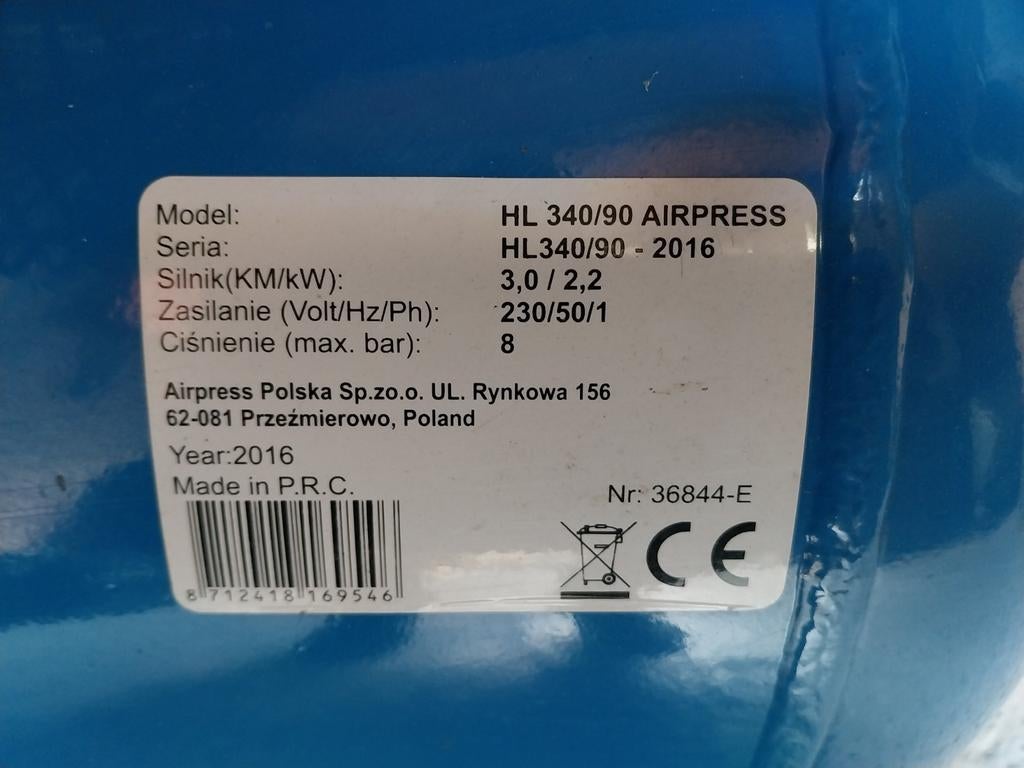 Model: HL 340/90 AIRPRESS
Seria: HL340/90 - 2016
Silnik(KM/kW): 3,0 / 2,2
Zasilanie (Volt/Hz/Ph): 230/50/1
Ciśnienie (max. bar): 8
Airpress Polska Sp.zo.o. UL. Rynkowa 156
62-081 Przeźmierowo, Poland
Year:2016
Made in P.R.C.
Nr: 36844-E
CE
8 712418 169546